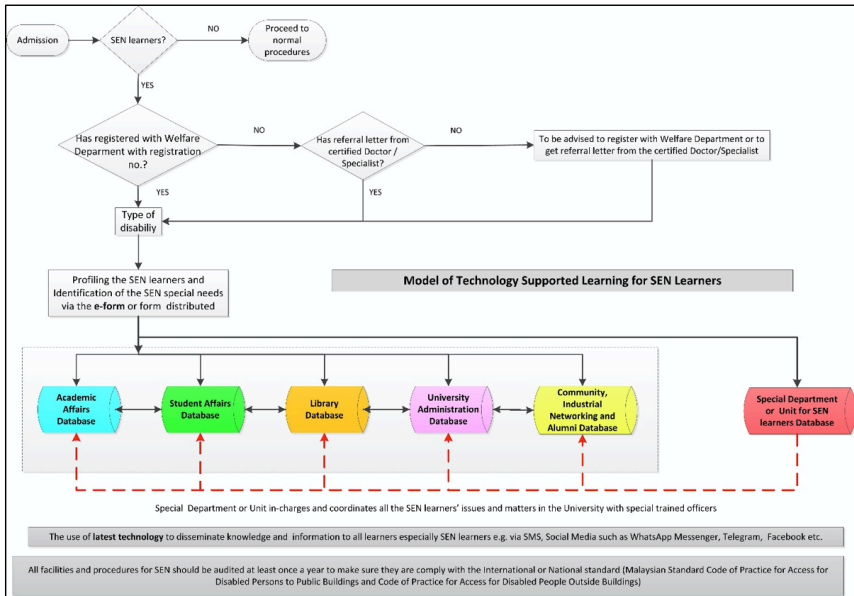 Admission
SEN learners?
NO
Proceed to
normal
procedures
YES
Has registered with Welfare
Deparment with registration
no.?
NO
Has referral letter from
certified Doctor /
Specialist?
NO
To be advised to register with Welfare Department or to
get referral letter from the certified Doctor/Specialist
YES
YES
Type of
disabiliy
Profiling the SEN learners and
Identification of the SEN special needs
via the e-form or form distributed
Model of Technology Supported Learning for SEN Learners
Academic
Affairs
Database
Student Affairs
Database
Library
Database
University
Administration
Database
Community,
Industrial
Networking and
Alumni Database
Special Department
or Unit for SEN
learners Database
Special Department or Unit in-charges and coordinates all the SEN learners' issues and matters in the University with special trained officers
The use of latest technology to disseminate knowledge and information to all learners especially SEN learners e.g. via SMS, Social Media such as WhatsApp Messenger, Telegram, Facebook etc.
All facilities and procedures for SEN should be audited at least once a year to make sure they are comply with the International or National standard (Malaysian Standard Code of Practice for Access for
Disabled Persons to Public Buildings and Code of Practice for Access for Disabled People Outside Buildings)